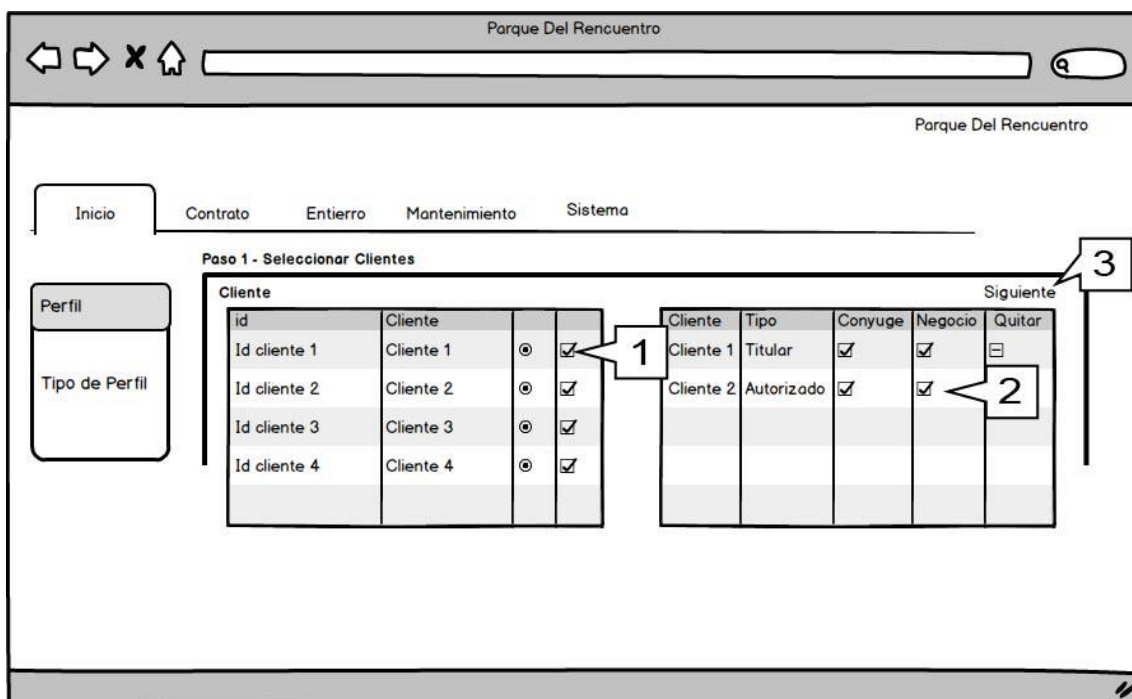 Parque Del Rencuentro
Parque Del Rencuentro
Inicio Contrato Entierro Mantenimiento Sistema
Paso 1 - Seleccionar Clientes
3
Perfil
Tipo de Perfil
Cliente
Siguiente
id Cliente
Id cliente 1 Cliente 1
Id cliente 2 Cliente 2
Id cliente 3 Cliente 3
Id cliente 4 Cliente 4
1
Cliente Tipo Conyuge Negocio Quitar
Cliente 1 Titular
Cliente 2 Autorizado
2